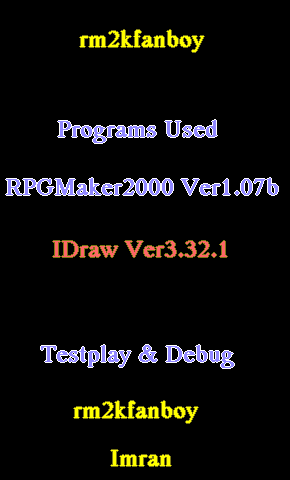 rm2kfanboy
Programs Used
RPGMaker2000 Ver1.07b
IDraw Ver3.32.1
Testplay & Debug
rm2kfanboy
Imran